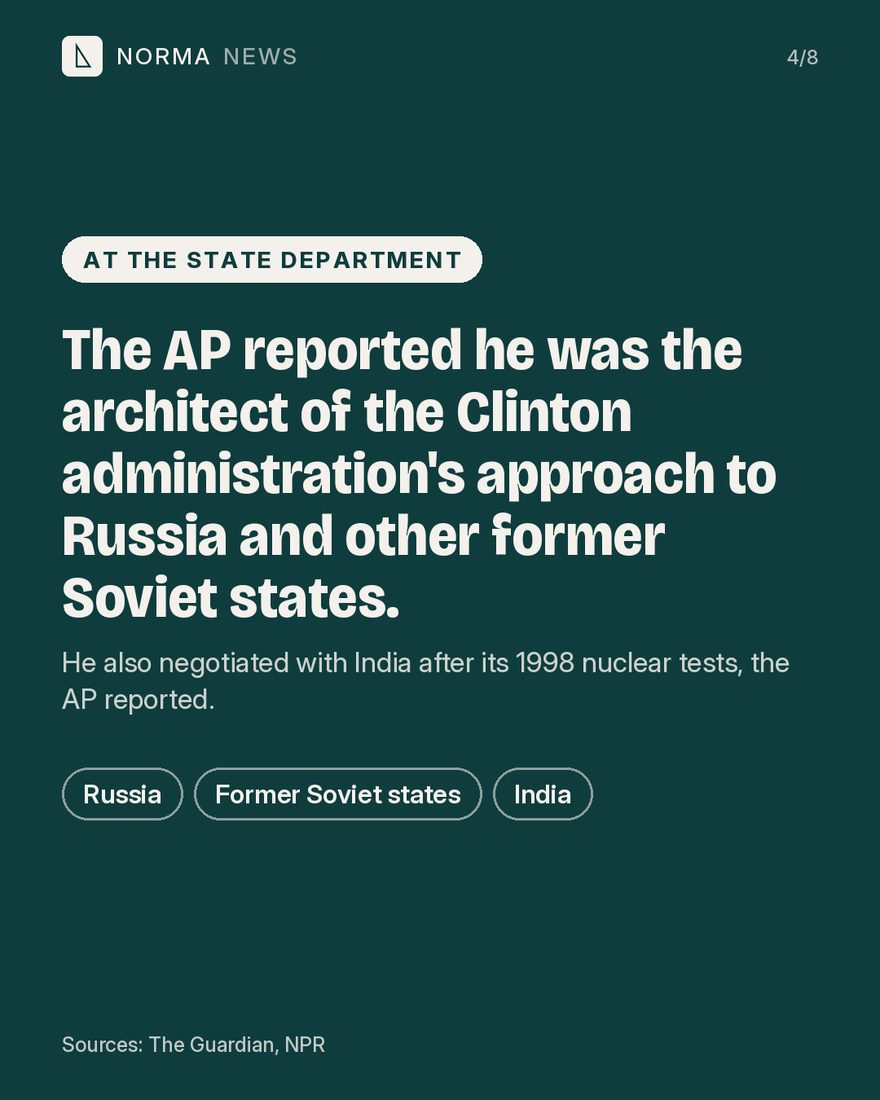 NORMA NEWS
4/8
AT THE STATE DEPARTMENT
The AP reported he was the
architect of the Clinton
administration's approach to
Russia and other former
Soviet states.
He also negotiated with India after its 1998 nuclear tests, the
AP reported.
Russia
Former Soviet states
India
Sources: The Guardian, NPR